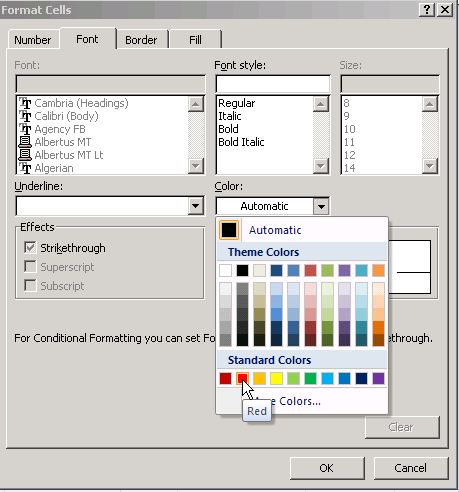 Format Cells
Number Font Border Fill
Font: Font style: Size:
Cambria (Headings) Regular 8
Calibri (Body) Italic 9
Agency FB Bold 10
Albertus MT Bold Italic 11
Albertus MT Lt 12
Algerian 14
Underline: Color:
Automatic
Effects
Automatic
Strikethrough
Theme Colors
Superscript
Subscript
For Conditional Formatting you can set Fo
kethrough.
Standard Colors
Colors...
Red
Clear
OK Cancel